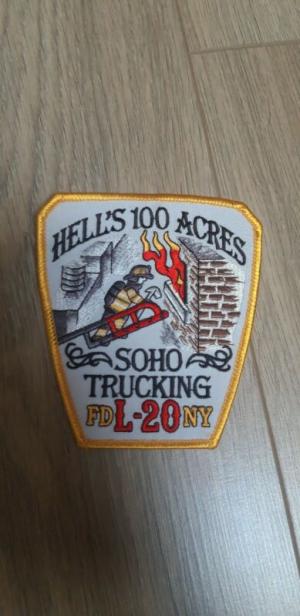 HELL'S 100 ACRES
SOHO
TRUCKING
FD L-20 NY